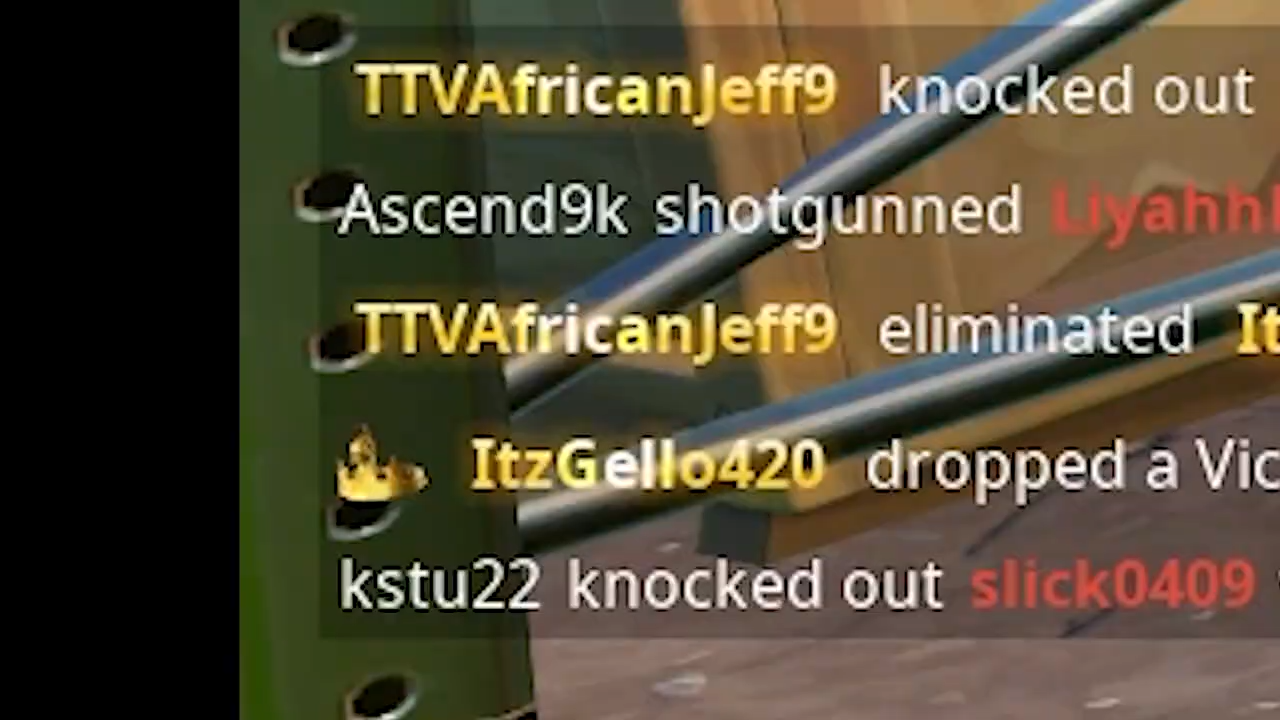 TTVAfricanJeff9 knocked out
Ascend9k shotgunned
TTVAfricanJeff9 eliminated
ItzGello420 dropped a
kstu22 knocked out slick0409